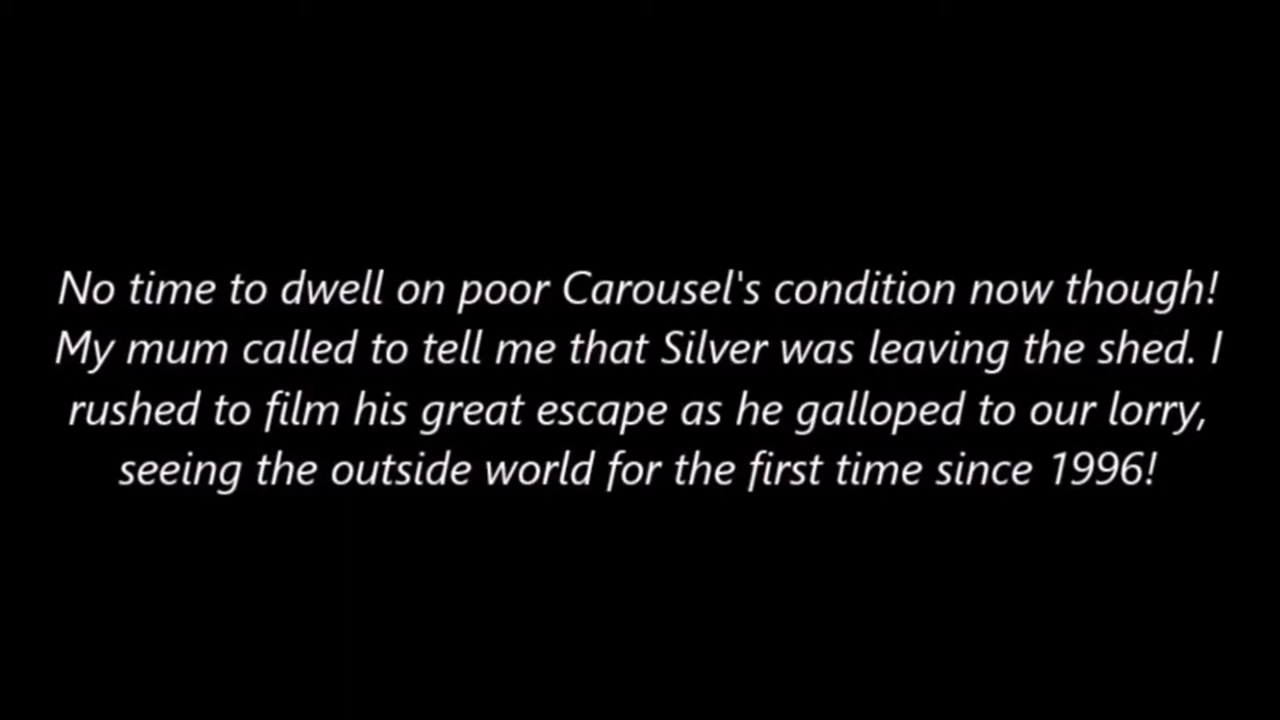 No time to dwell on poor Carousel's condition now though!
My mum called to tell me that Silver was leaving the shed. I
rushed to film his great escape as he galloped to our lorry,
seeing the outside world for the first time since 1996!